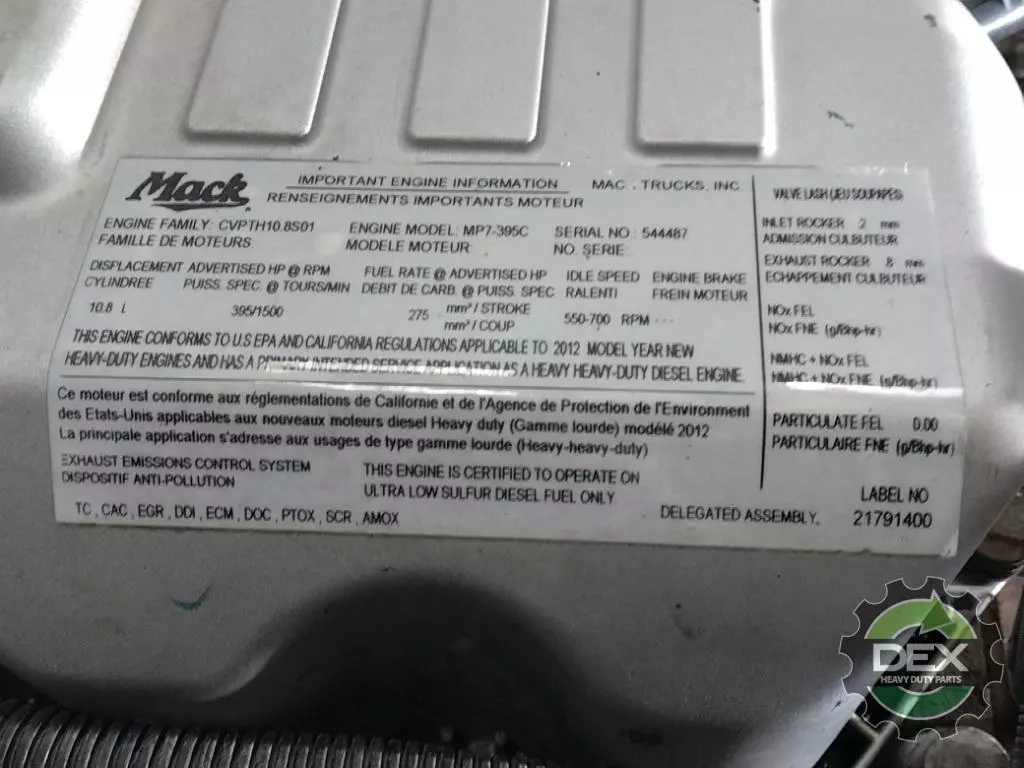 Mack
IMPORTANT ENGINE INFORMATION MAC . TRUCKS, INC.
RENSEIGNEMENTS IMPORTANTS MOTEUR
ENGINE FAMILY: CVPTH10.8S01 ENGINE MODEL: MP7-395C SERIAL NO.: 544487
FAMILLE DE MOTEURS: MODELE MOTEUR: NO. SERIE:
DISPLACEMENT ADVERTISED HP @ RPM FUEL RATE @ ADVERTISED HP IDLE SPEED ENGINE BRAKE
CYLINDREE PUISS. SPEC. @ TOURS/MIN DEBIT DE CARB. @ PUISS. SPEC. RALENTI FREIN MOTEUR
10.8 L 395/1500 275 mm³/ STROKE 550-700 RPM ---
mm³/ COUP
THIS ENGINE CONFORMS TO U.S EPA AND CALIFORNIA REGULATIONS APPLICABLE TO 2012 MODEL YEAR NEW
HEAVY-DUTY ENGINES AND HAS A PRIMARY INTENDED SERVICE APPLICATION AS A HEAVY HEAVY-DUTY DIESEL ENGINE.
Ce moteur est conforme aux réglementations de Californie et de l'Agence de Protection de l'Environment
des Etats-Unis applicables aux nouveaux moteurs diesel Heavy duty (Gamme lourde) modélé 2012
La principale application s'adresse aux usages de type gamme lourde (Heavy-heavy-duty)
EXHAUST EMISSIONS CONTROL SYSTEM
DISPOSITIF ANTI-POLLUTION
THIS ENGINE IS CERTIFIED TO OPERATE ON
ULTRA LOW SULFUR DIESEL FUEL ONLY
TC , CAC , EGR , DDI , ECM , DOC , PTOX , SCR , AMOX
DELEGATED ASSEMBLY.
VALVE LASH (JEU SOUPAPES)
INLET ROCKER 2 mm
ADMISSION CULBUTEUR
EXHAUST ROCKER 8 mm
ECHAPPEMENT CULBUTEUR
NOx FEL
NOx FNE (g/Bhp-hr)
NMHC + NOx FEL
NMHC + NOx FNE (g/Bhp-hr)
PARTICULATE FEL 0.00
PARTICULAIRE FNE (g/Bhp-hr)
LABEL NO
21791400
DEX
HEAVY DUTY PARTS